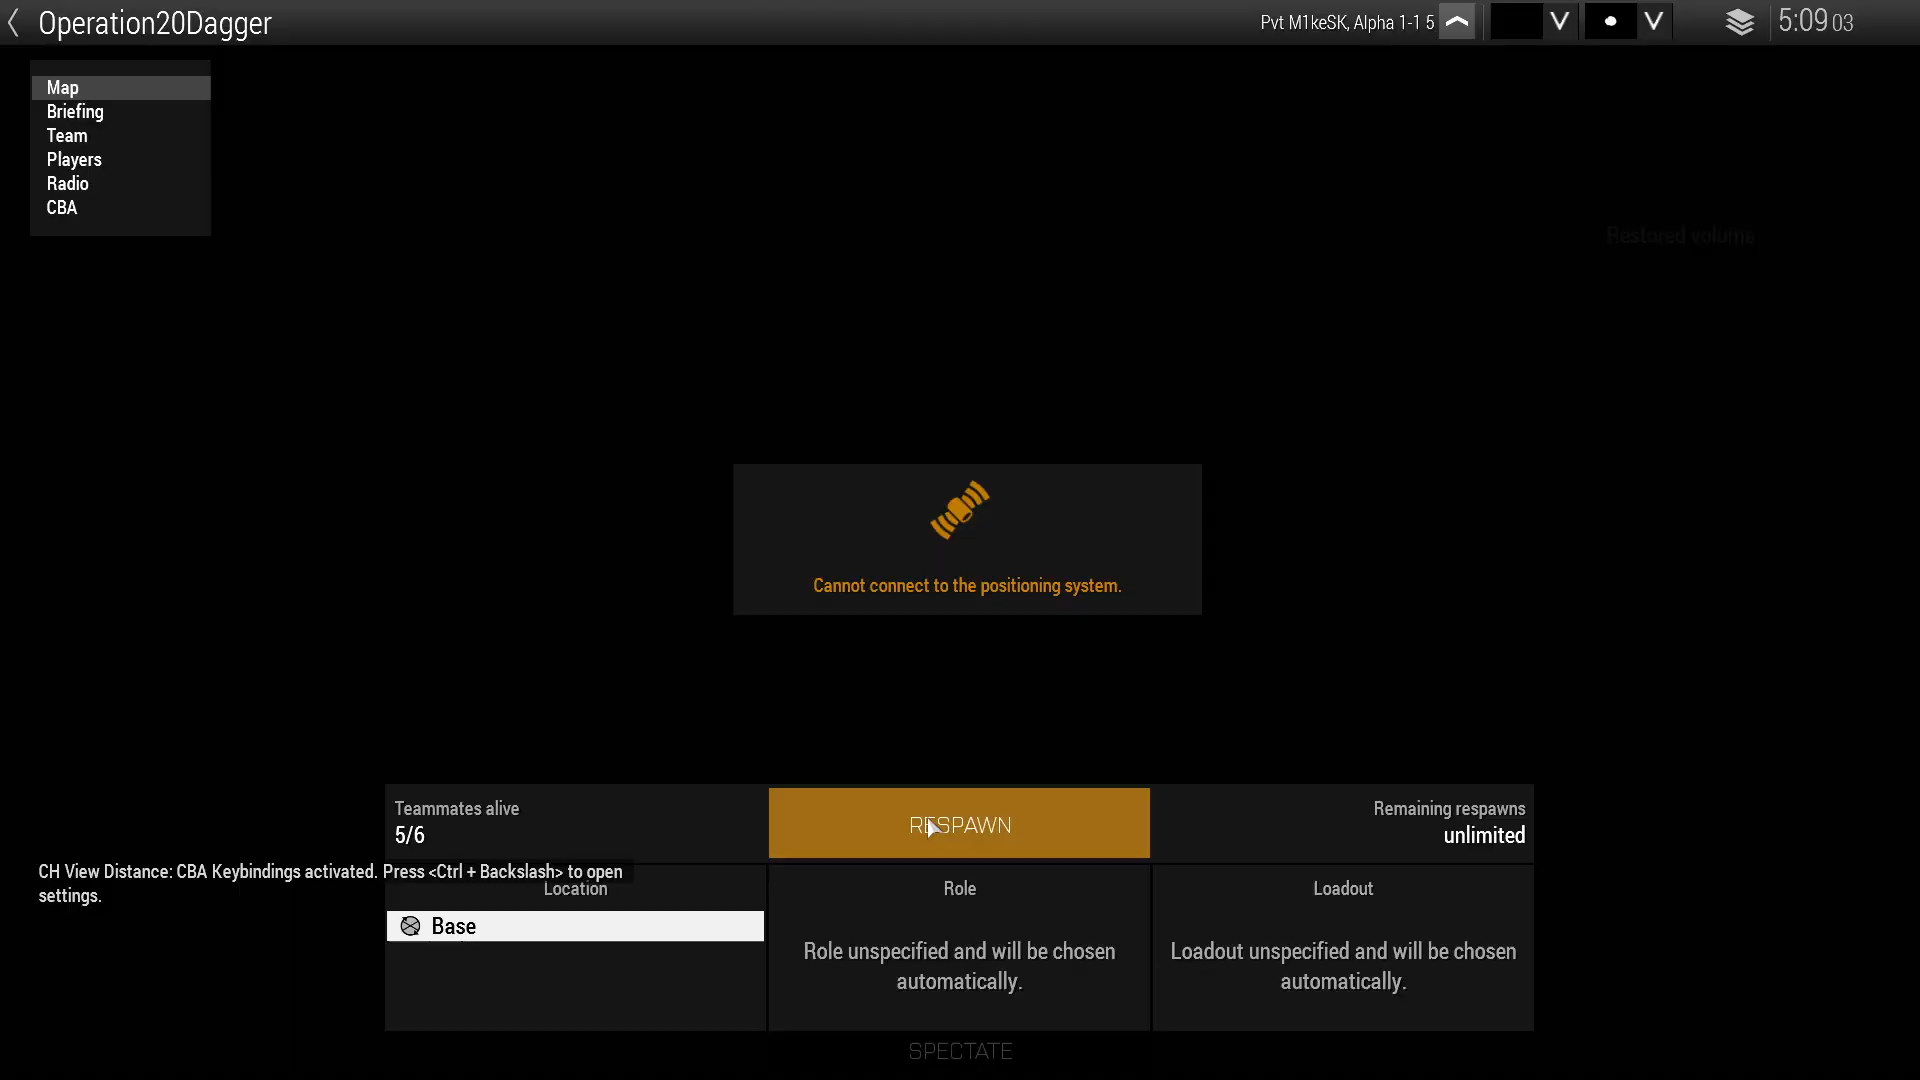 Operation20Dagger
Pvt M1keSK, Alpha 1-1 5
5:09 03
Map
Briefing
Team
Players
Radio
CBA
Restored volume
Cannot connect to the positioning system.
Teammates alive
5/6
RESPAWN
Remaining respawns
unlimited
CH View Distance: CBA Keybindings activated. Press <Ctrl + Backslash> to open
settings.
Location
Base
Role
Role unspecified and will be chosen
automatically.
Loadout
Loadout unspecified and will be chosen
automatically.
SPECTATE